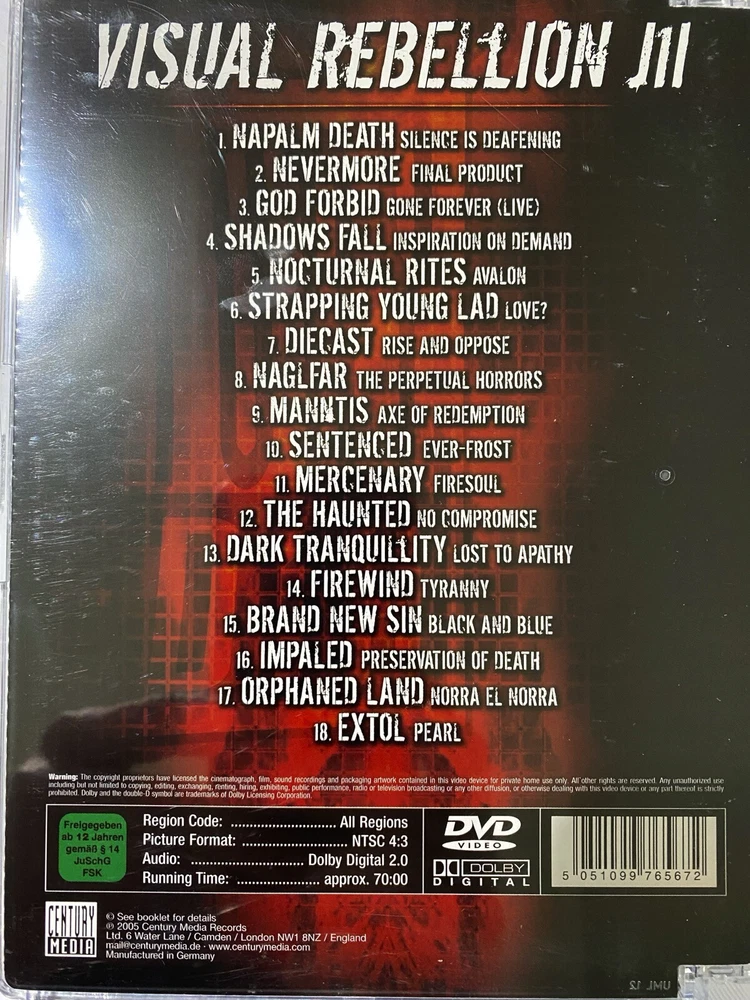 VISUAL REBELLION III
1. NAPALM DEATH SILENCE IS DEAFENING
2. NEVERMORE FINAL PRODUCT
3. GOD FORBID GONE FOREVER (LIVE)
4. SHADOWS FALL INSPIRATION ON DEMAND
5. NOCTURNAL RITES AVALON
6. STRAPPING YOUNG LAD LOVE?
7. DIECAST RISE AND OPPOSE
8. NAGLFAR THE PERPETUAL HORRORS
9. MANNTIS AXE OF REDEMPTION
10. SENTENCED EVER-FROST
11. MERCENARY FIRESOUL
12. THE HAUNTED NO COMPROMISE
13. DARK TRANQUILLITY LOST TO APATHY
14. FIREWIND TYRANNY
15. BRAND NEW SIN BLACK AND BLUE
16. IMPALED PRESERVATION OF DEATH
17. ORPHANED LAND NORRA EL NORRA
18. EXTOL PEARL
Warning: The copyright proprietors have licensed the cinematograph, film, sound recordings and packaging artwork contained in this video device for private home use only. All other rights are reserved. Any unauthorized use
including but not limited to copying, editing, exchanging, renting, hiring, exhibiting, public performance, radio or television broadcasting or any other diffusion, or otherwise dealing with this video device or any part thereof is strictly
prohibited. Dolby and the double-D symbol are trademarks of Dolby Licensing Corporation.
Freigegeben
ab 12 Jahren
gemäß § 14
JuSchG
FSK
Region Code: ........................ All Regions
Picture Format: ........................ NTSC 4:3
Audio: ........................ Dolby Digital 2.0
Running Time: .................. approx. 70:00
DVD
VIDEO
DOLBY
DIGITAL
5 051099 765672
CENTURY
MEDIA
© See booklet for details
℗ 2005 Century Media Records
Ltd. 6 Water Lane / Camden / London NW1 8NZ / England
mail@centurymedia.de · www.centurymedia.com
Manufactured in Germany
UML 12